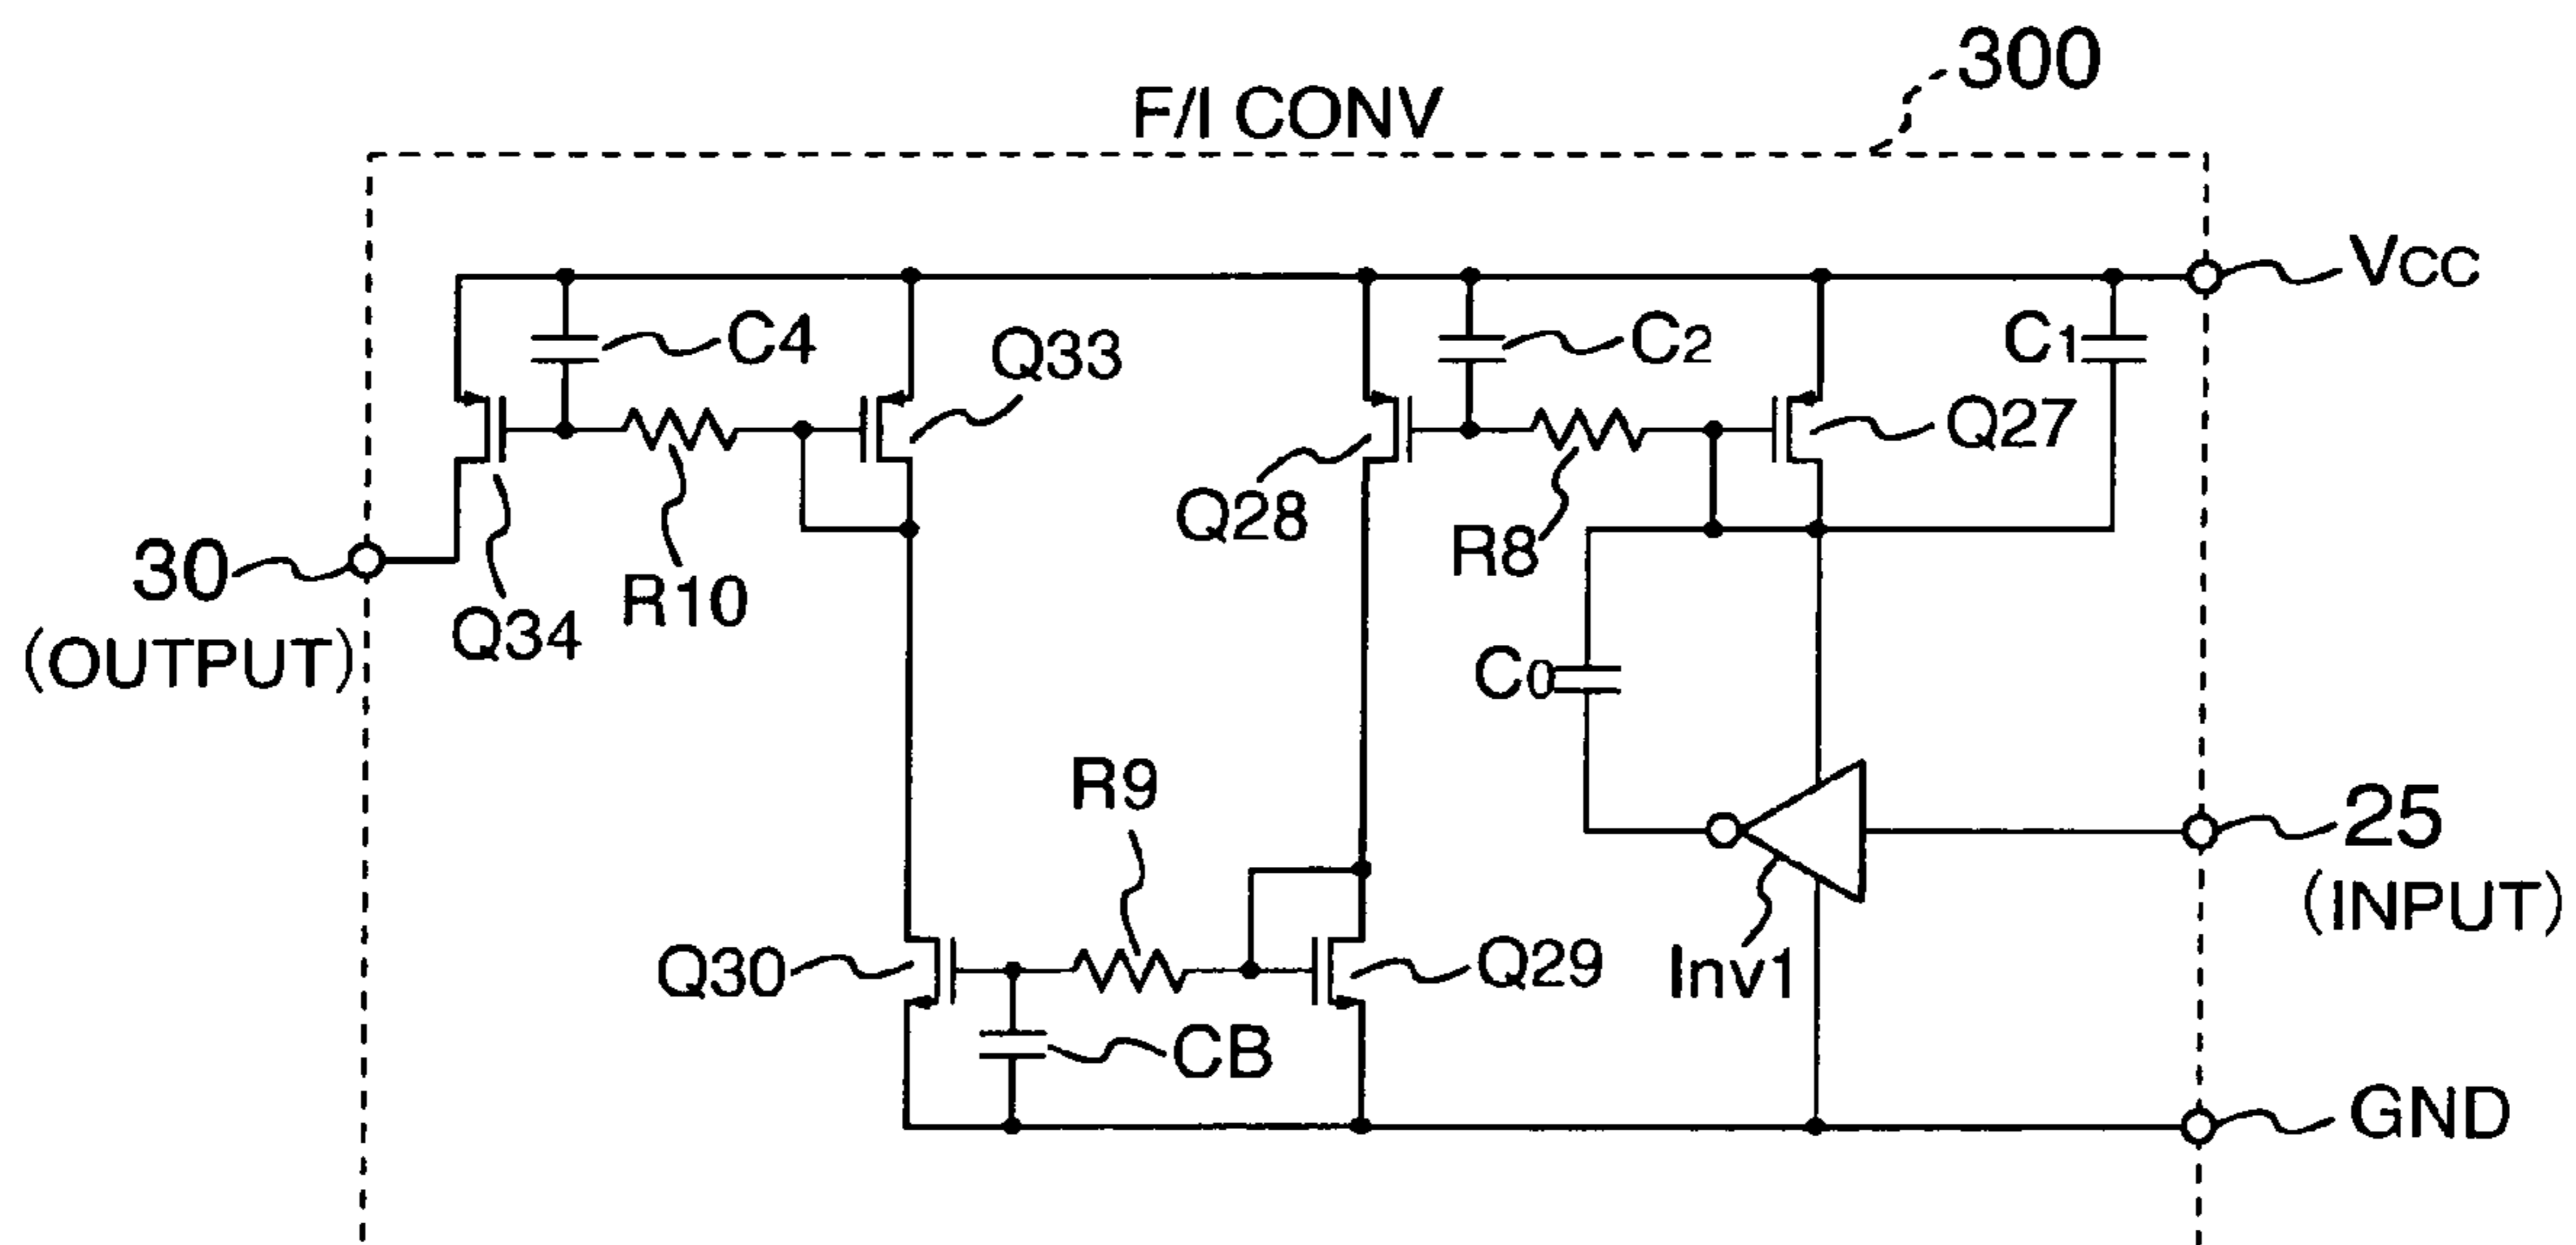 300
F/I CONV
VCC
C4
Q33
C2
C1
Q27
Q28
R8
30
(OUTPUT)
Q34
R10
C0
R9
25
(INPUT)
Q30
Q29
Inv1
CB
GND